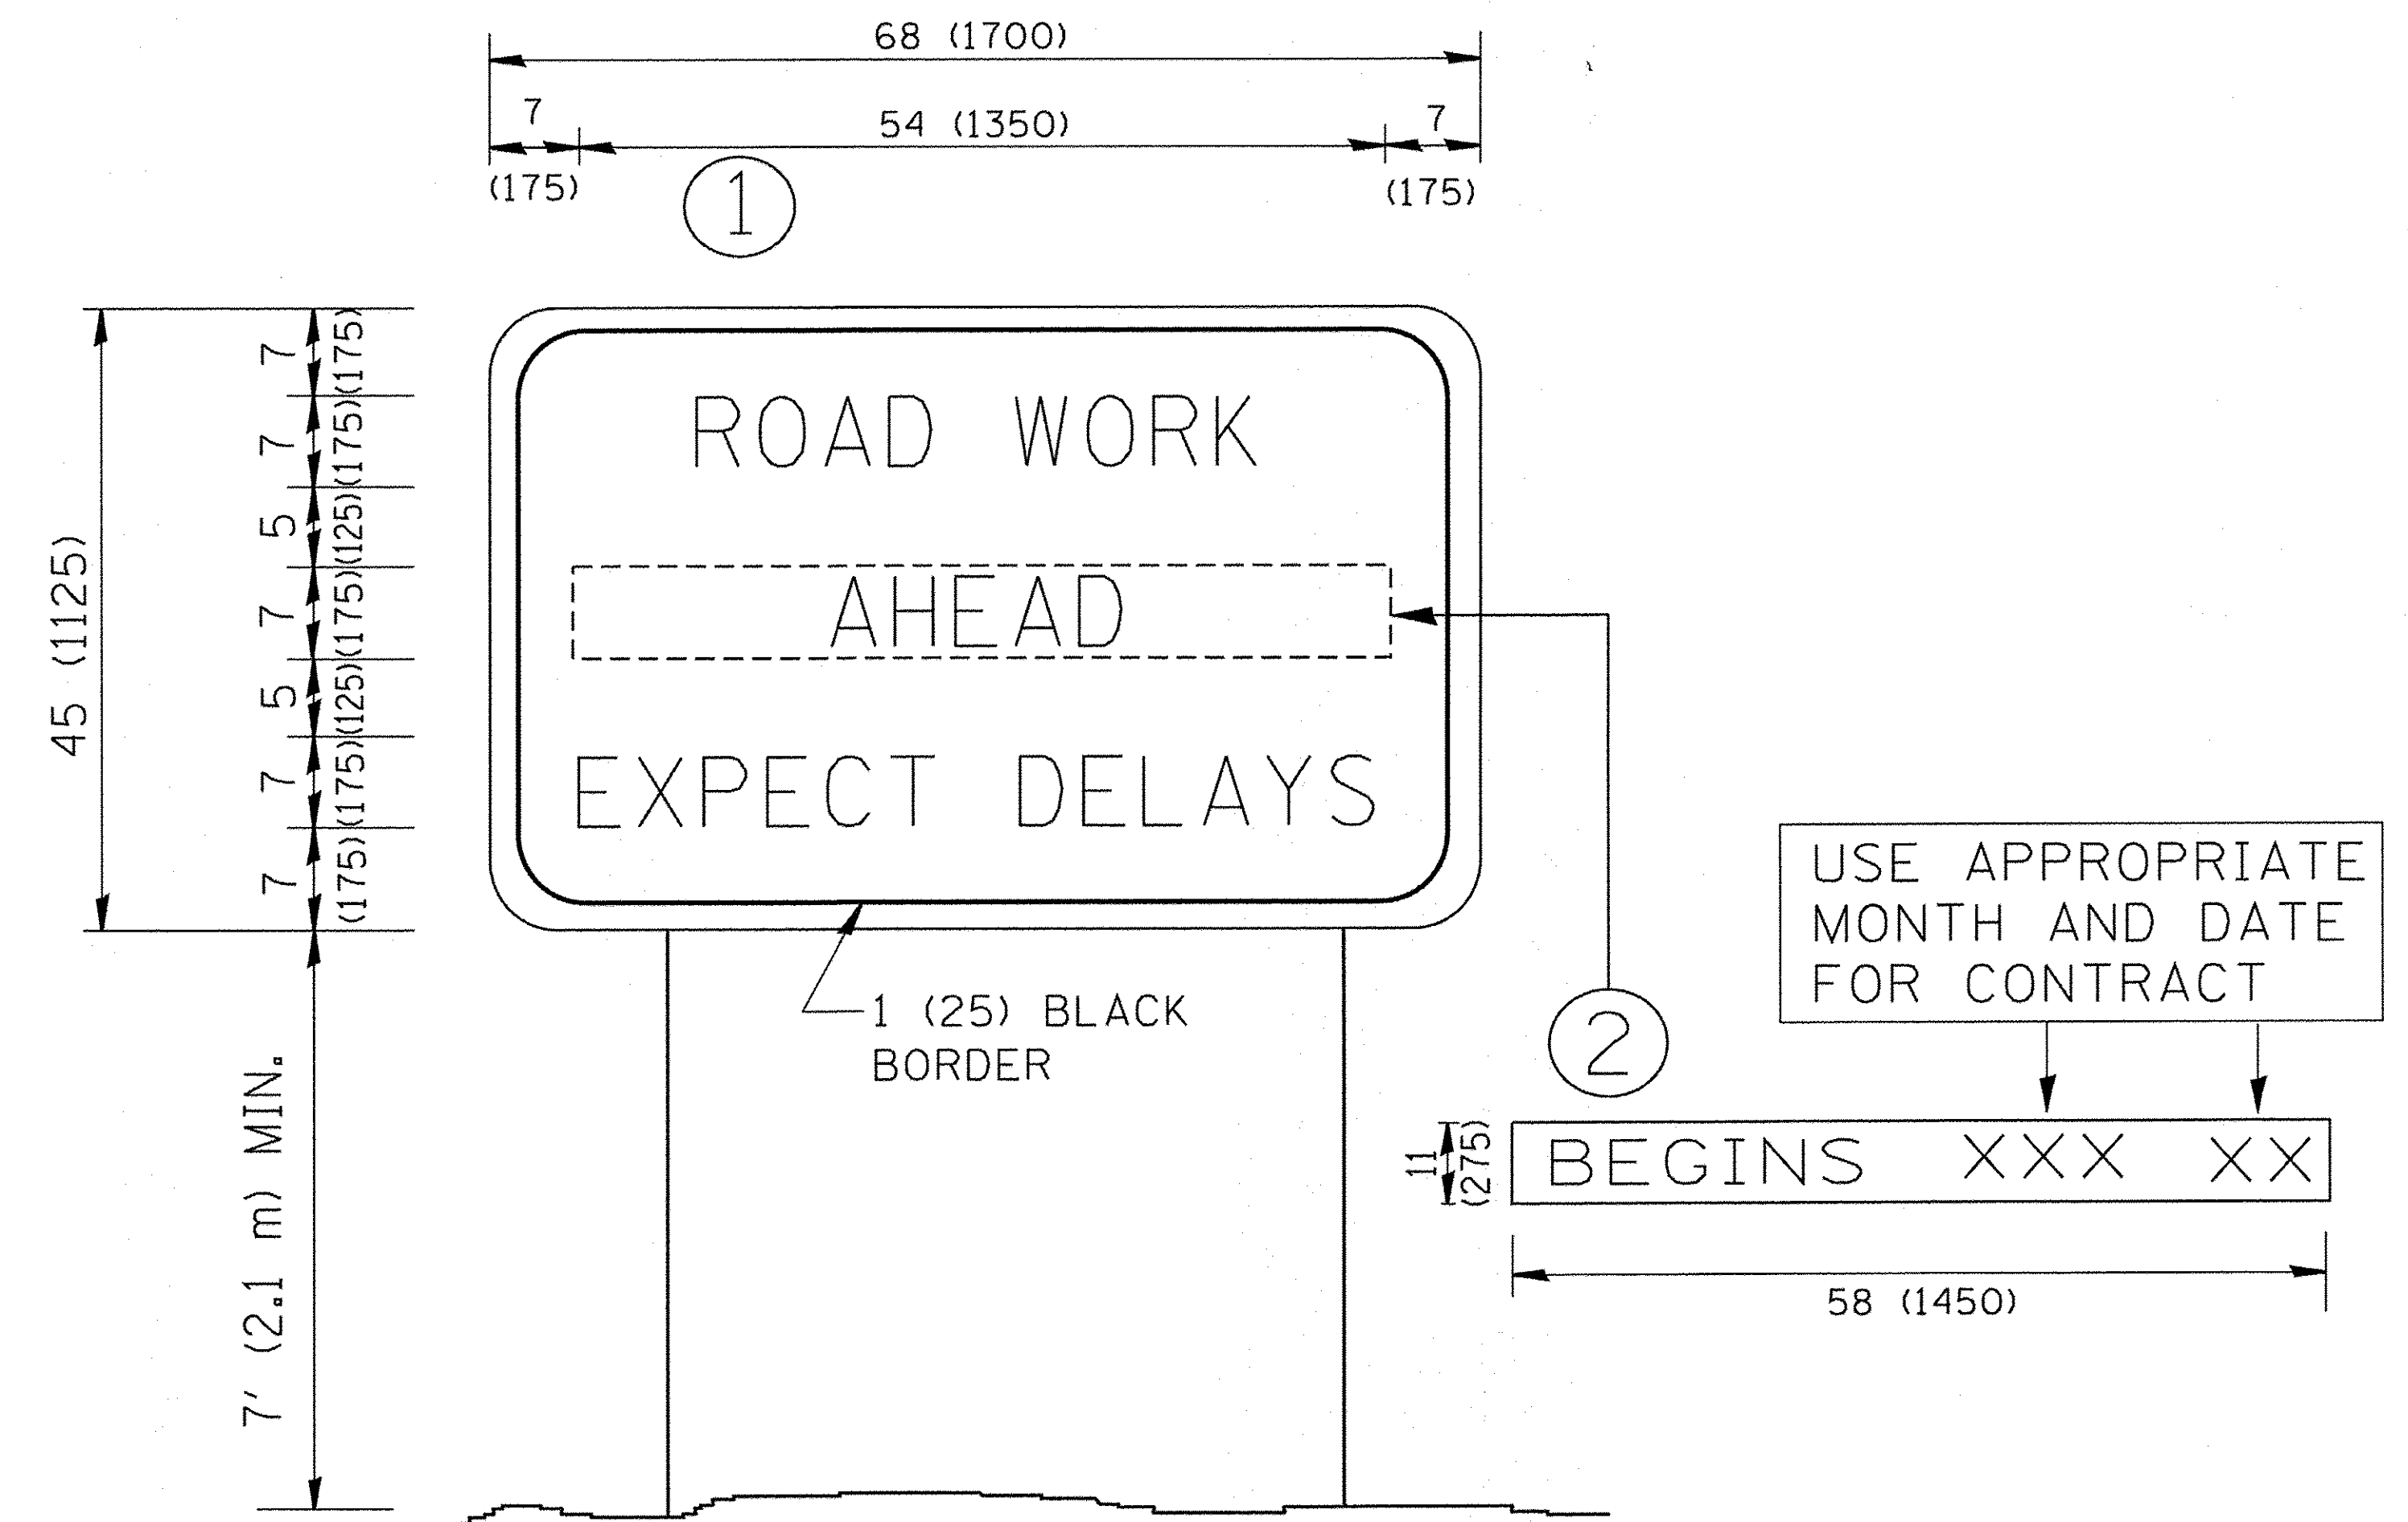 68 (1700)
7
54 (1350)
7
(175)
(175)
1
45 (1125)
7
(175)
7
(175)
5
(125)
7
(175)
5
(125)
7
(175)
7
(175)
ROAD WORK
AHEAD
EXPECT DELAYS
1 (25) BLACK
BORDER
7' (2.1 m) MIN.
2
USE APPROPRIATE
MONTH AND DATE
FOR CONTRACT
11
(275)
BEGINS XXX XX
58 (1450)